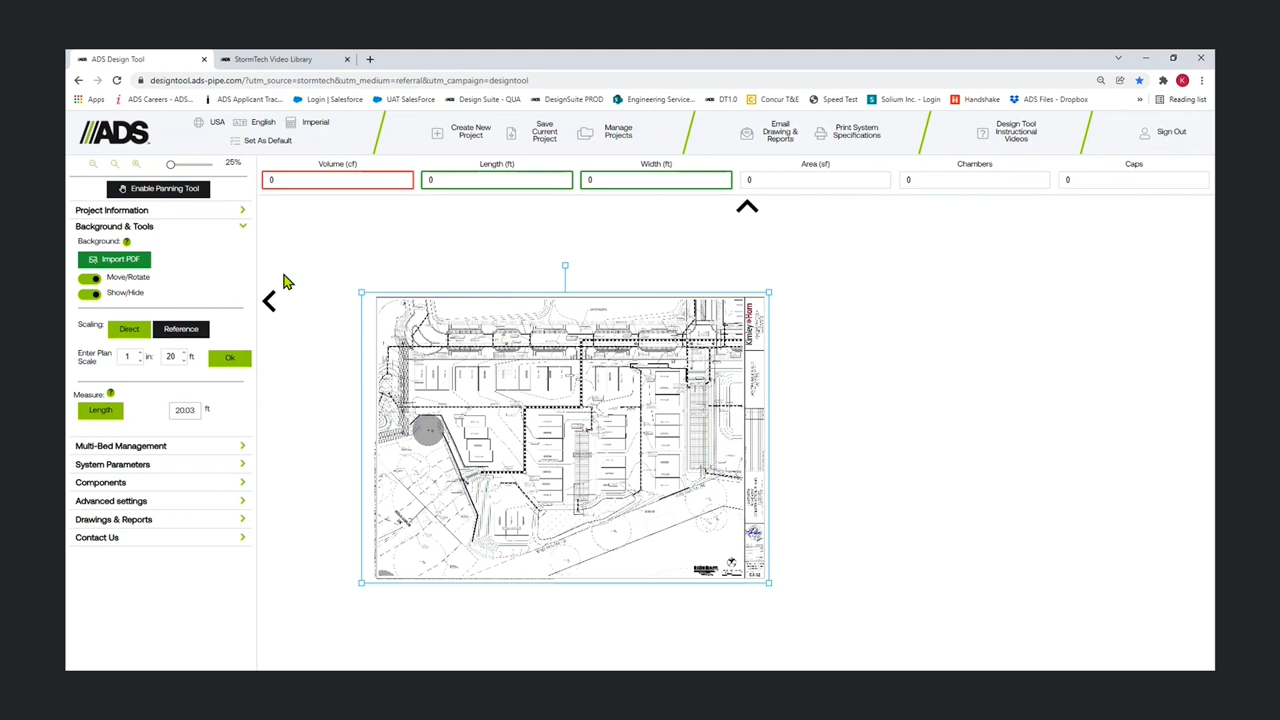 ADS Design Tool
StormTech Video Library
designtool.ads-pipe.com/?utm_source=stormtech&utm_medium=referral&utm_campaign=designtool
Apps
ADS Careers - ADS...
ADS Applicant Trac...
Login | Salesforce
UAT SalesForce
Design Suite - QUA
DesignSuite PROD
Engineering Service...
DT1.0
Concur T&E
Speed Test
Solium Inc. - Login
Handshake
ADS Files - Dropbox
»
Reading list
K
ADS
USA
English
Imperial
Set As Default
Create New
Project
Save
Current
Project
Manage
Projects
Email
Drawing &
Reports
Print System
Specifications
Design Tool
Instructional
Videos
Sign Out
25%
Enable Panning Tool
Volume (cf)
Length (ft)
Width (ft)
Area (sf)
Chambers
Caps
0
0
0
0
0
0
Project Information
Background & Tools
Background: ?
Import PDF
Move/Rotate
Show/Hide
Scaling:
Direct
Reference
Enter Plan
Scale
1 in: 20 ft
Ok
Measure: ?
Length
20.03 ft
Multi-Bed Management
System Parameters
Components
Advanced settings
Drawings & Reports
Contact Us
Kimley»Horn